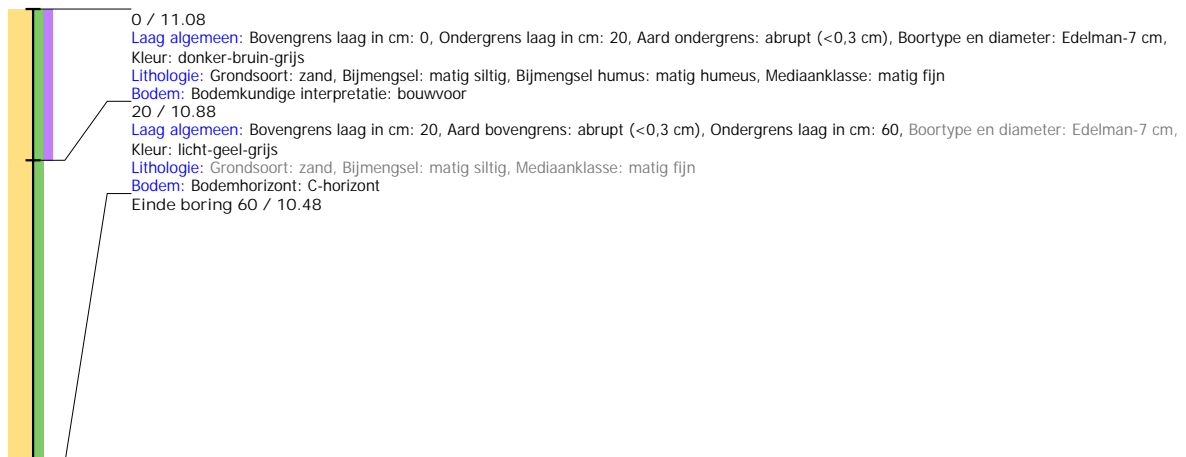 0 / 11.08
Laag algemeen: Bovengrens laag in cm: 0, Ondergrens laag in cm: 20, Aard ondergrens: abrupt (<0,3 cm), Boortype en diameter: Edelman-7 cm,
Kleur: donker-bruin-grijs
Lithologie: Grondsoort: zand, Bijmengsel: matig siltig, Bijmengsel humus: matig humeus, Mediaanklasse: matig fijn
Bodem: Bodemkundige interpretatie: bouwvoor
20 / 10.88
Laag algemeen: Bovengrens laag in cm: 20, Aard bovengrens: abrupt (<0,3 cm), Ondergrens laag in cm: 60, Boortype en diameter: Edelman-7 cm,
Kleur: licht-geel-grijs
Lithologie: Grondsoort: zand, Bijmengsel: matig siltig, Mediaanklasse: matig fijn
Bodem: Bodemhorizont: C-horizont
Einde boring 60 / 10.48